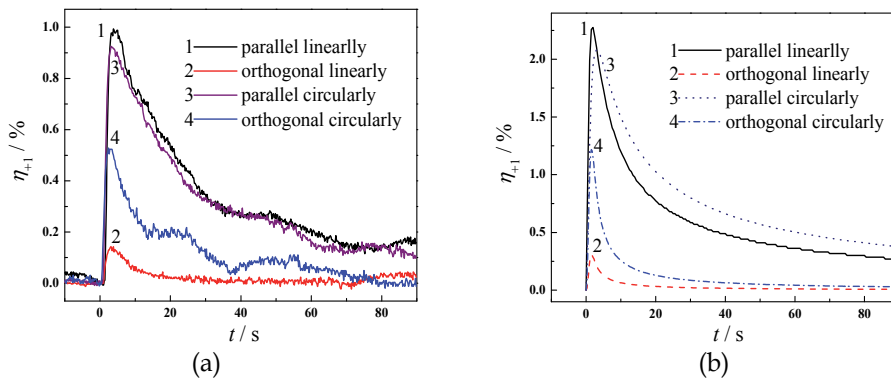 1.0
0.8
0.6
0.4
0.2
0.0
η+1 / %
0 20 40 60 80
t / s
1
3
4
2
1 parallel linearlly
2 orthogonal linearly
3 parallel circularly
4 orthogonal circularly
(a)
2.0
1.5
1.0
0.5
0.0
η+1 / %
0 20 40 60 80
t / s
1
3
4
2
1 parallel linearly
2 orthogonal linearly
3 parallel circularly
4 orthogonal circularly
(b)